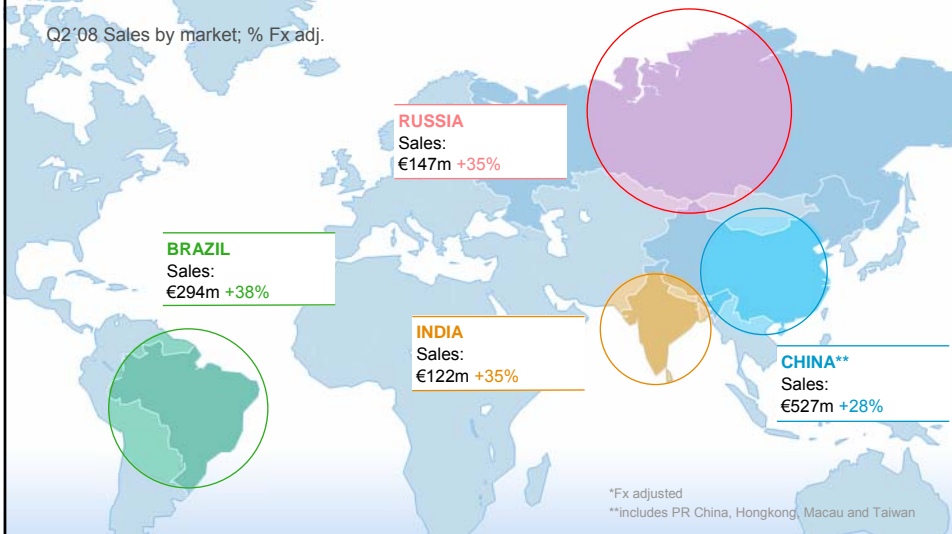 Q2´08 Sales by market; % Fx adj.
RUSSIA
Sales:
€147m +35%
BRAZIL
Sales:
€294m +38%
INDIA
Sales:
€122m +35%
CHINA**
Sales:
€527m +28%
*Fx adjusted
**includes PR China, Hongkong, Macau and Taiwan